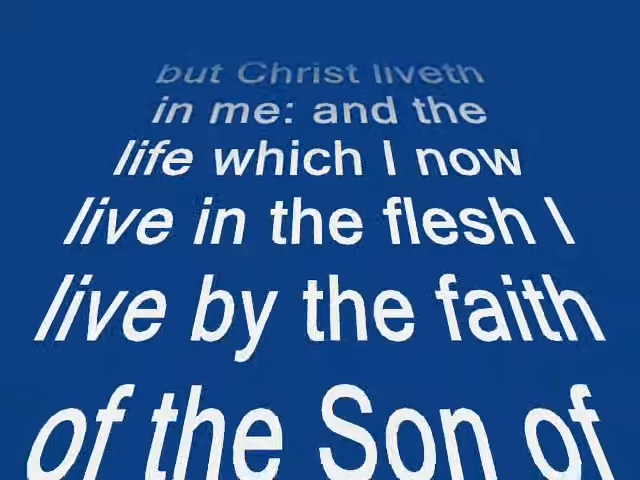 but Christ liveth
in me: and the
life which I now
live in the flesh I
live by the faith
of the Son of